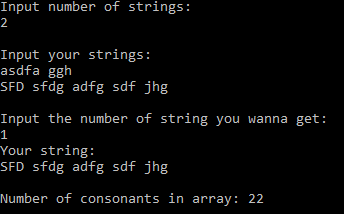 Input number of strings:
2
Input your strings:
asdfa ggh
SFD sfdg adfg sdf jhg
Input the number of string you wanna get:
1
Your string:
SFD sfdg adfg sdf jhg
Number of consonants in array: 22